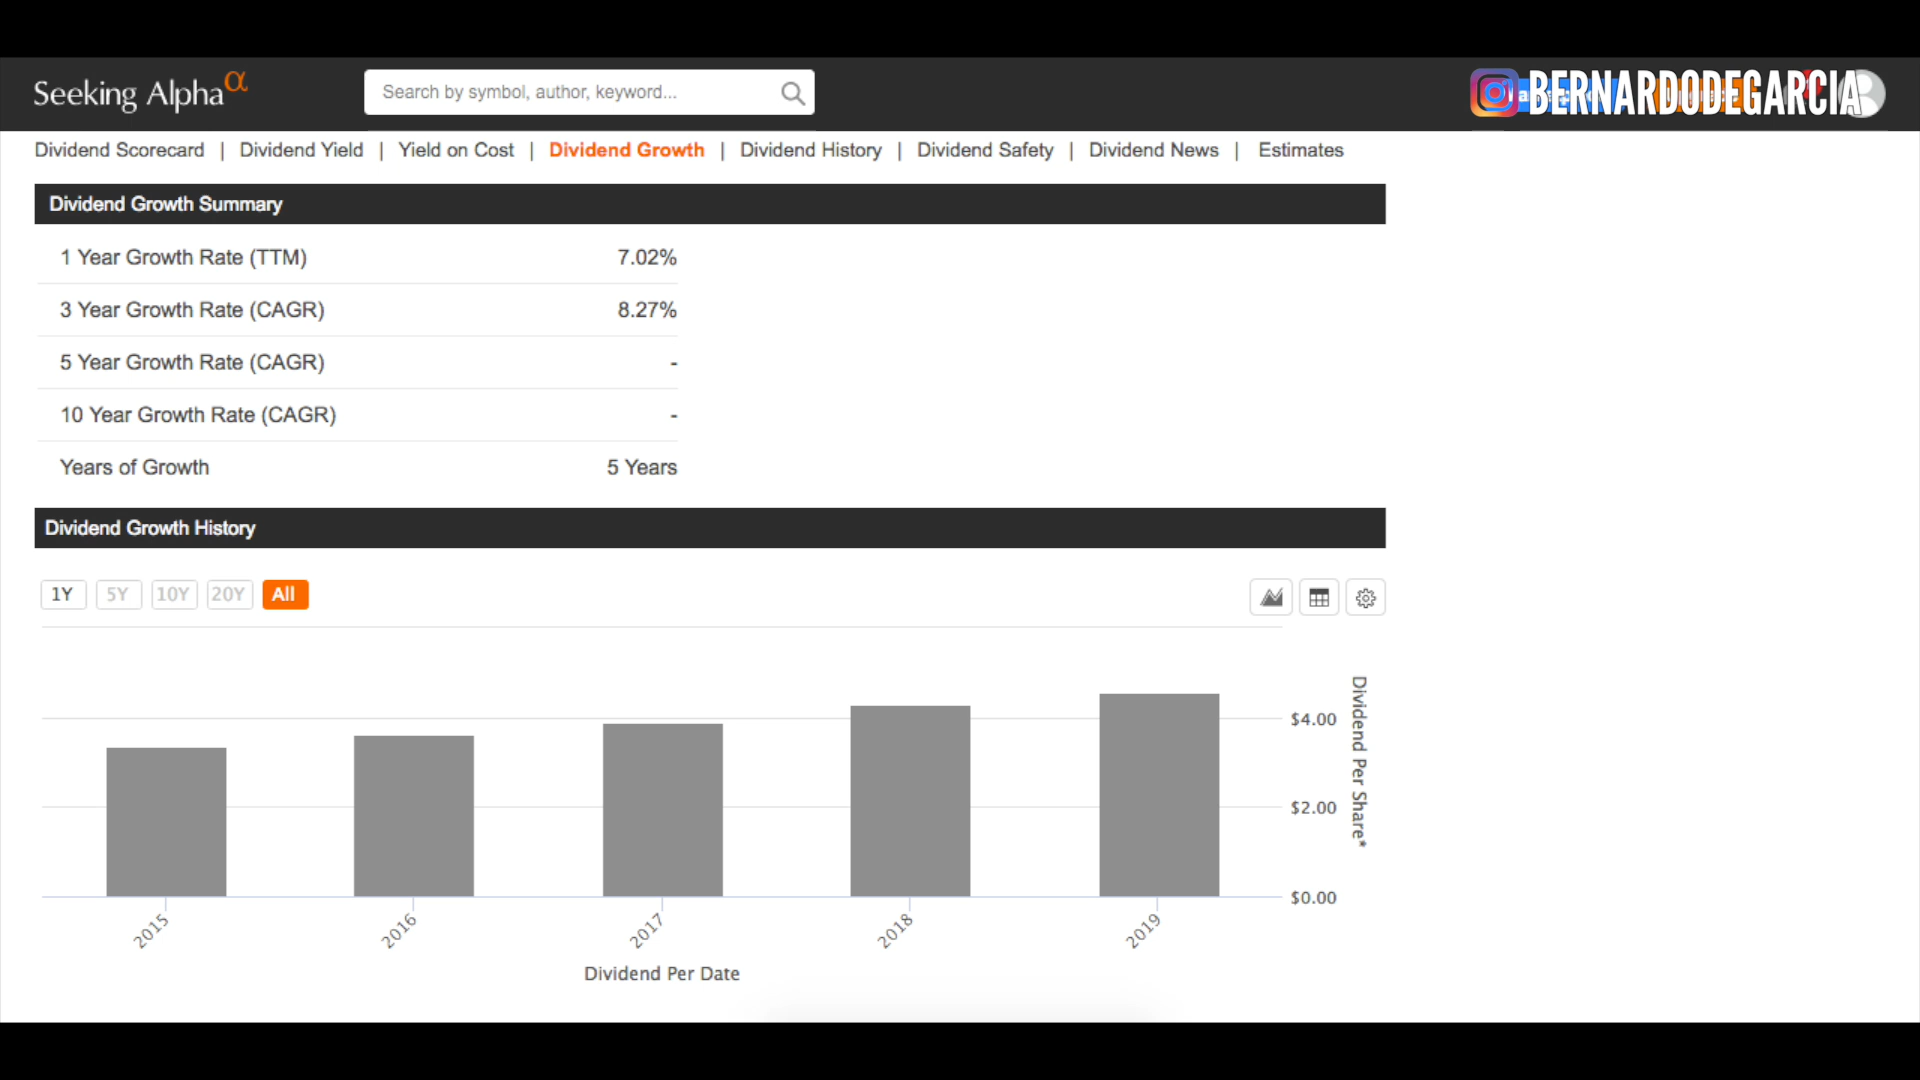 Seeking Alpha α
Search by symbol, author, keyword...
BERNARDODEGARCIA
Dividend Scorecard | Dividend Yield | Yield on Cost | Dividend Growth | Dividend History | Dividend Safety | Dividend News | Estimates
Dividend Growth Summary
1 Year Growth Rate (TTM) 7.02%
3 Year Growth Rate (CAGR) 8.27%
5 Year Growth Rate (CAGR) -
10 Year Growth Rate (CAGR) -
Years of Growth 5 Years
Dividend Growth History
1Y 5Y 10Y 20Y All
$4.00
$2.00
$0.00
Dividend Per Share*
2015 2016 2017 2018 2019
Dividend Per Date